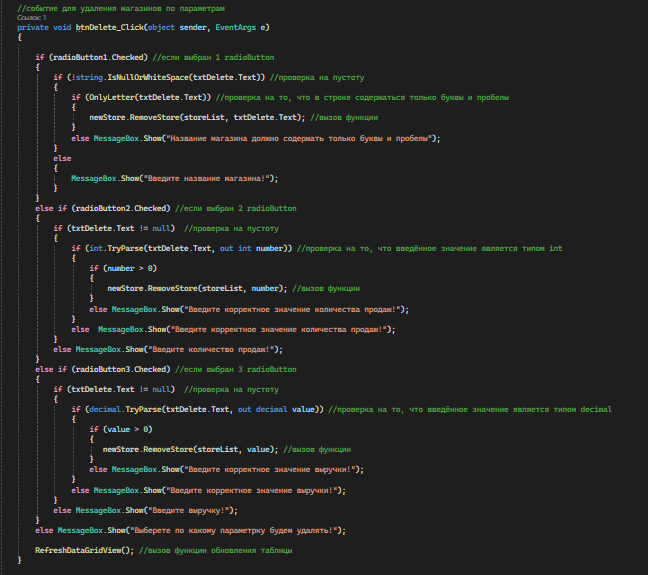 //событие для удаления магазинов по параметрам
Ссылок: 1
private void btnDelete_Click(object sender, EventArgs e)
{
if (radioButton1.Checked) //если выбран 1 radioButton
{
if (!string.IsNullOrWhiteSpace(txtDelete.Text)) //проверка на пустоту
{
if (OnlyLetter(txtDelete.Text)) //проверка на то, что в строке содержаться только буквы и пробелы
{
newStore.RemoveStore(storeList, txtDelete.Text); //вызов функции
}
else MessageBox.Show("Название магазина должно содержать только буквы и пробелы");
}
else
{
MessageBox.Show("Введите название магазина!");
}
}
else if (radioButton2.Checked) //если выбран 2 radioButton
{
if (txtDelete.Text != null) //проверка на пустоту
{
if (int.TryParse(txtDelete.Text, out int number)) //проверка на то, что введённое значение является типом int
{
if (number > 0)
{
newStore.RemoveStore(storeList, number); //вызов функции
}
else MessageBox.Show("Введите корректное значение количества продаж!");
}
else MessageBox.Show("Введите корректное значение количества продаж!");
}
else MessageBox.Show("Введите количество продаж!");
}
else if (radioButton3.Checked) //если выбран 3 radioButton
{
if (txtDelete.Text != null) //проверка на пустоту
{
if (decimal.TryParse(txtDelete.Text, out decimal value)) //проверка на то, что введённое значение является типом decimal
{
if (value > 0)
{
newStore.RemoveStore(storeList, value); //вызов функции
}
else MessageBox.Show("Введите корректное значение выручки!");
}
else MessageBox.Show("Введите корректное значение выручки!");
}
else MessageBox.Show("Введите выручку!");
}
else MessageBox.Show("Выберете по какому параметрку будем удалять!");
RefreshDataGridView(); //вызов функции обновления таблицы
}